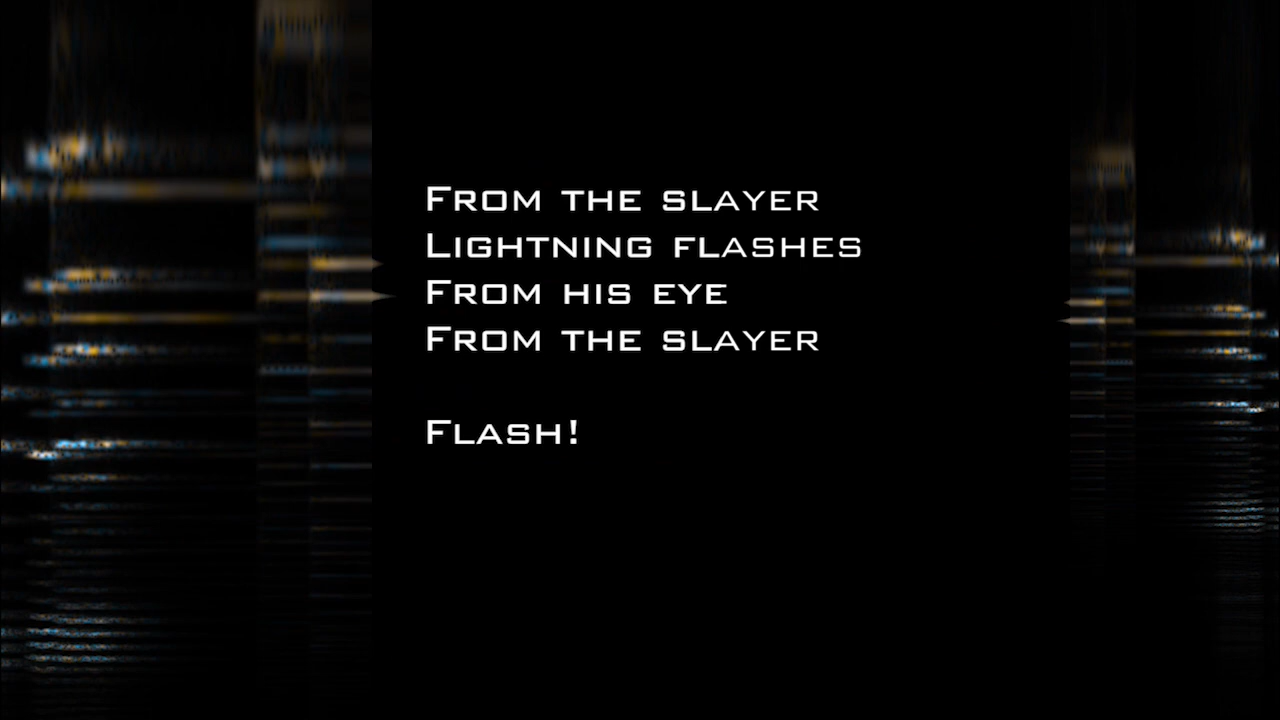 From the slayer
Lightning flashes
From his eye
From the slayer
Flash!